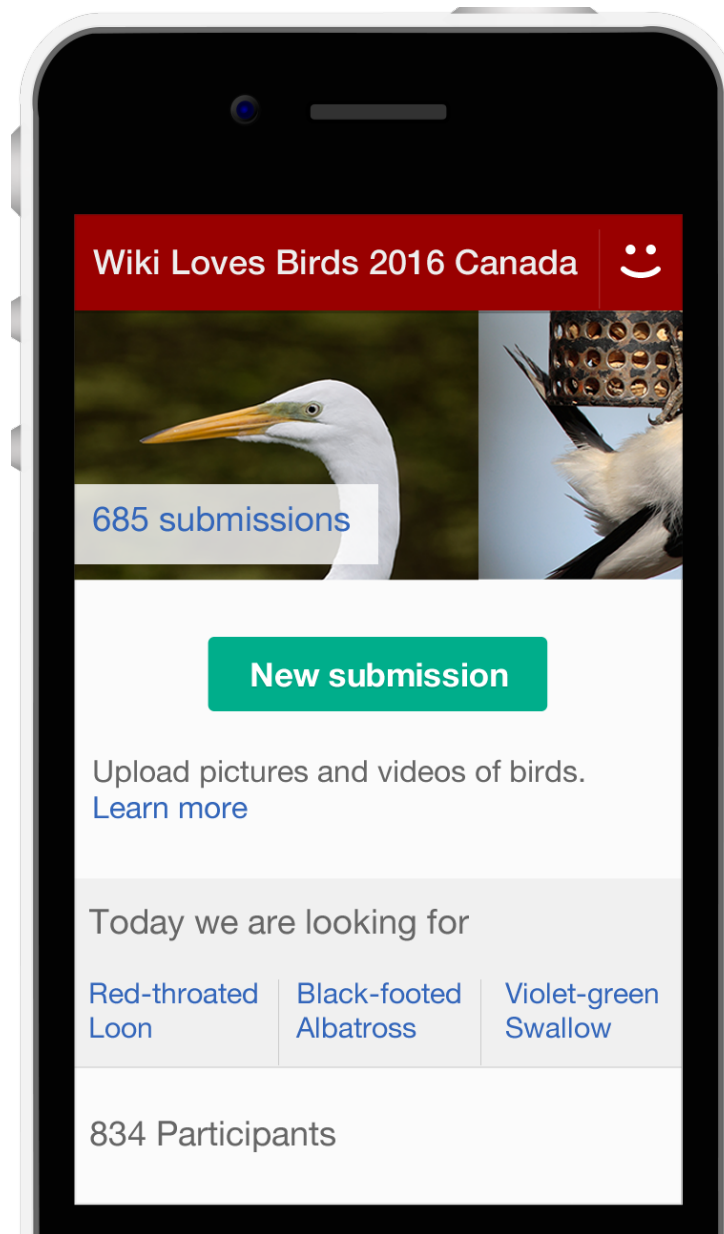 Wiki Loves Birds 2016 Canada
685 submissions
New submission
Upload pictures and videos of birds.
Learn more
Today we are looking for
Red-throated
Loon
Black-footed
Albatross
Violet-green
Swallow
834 Participants